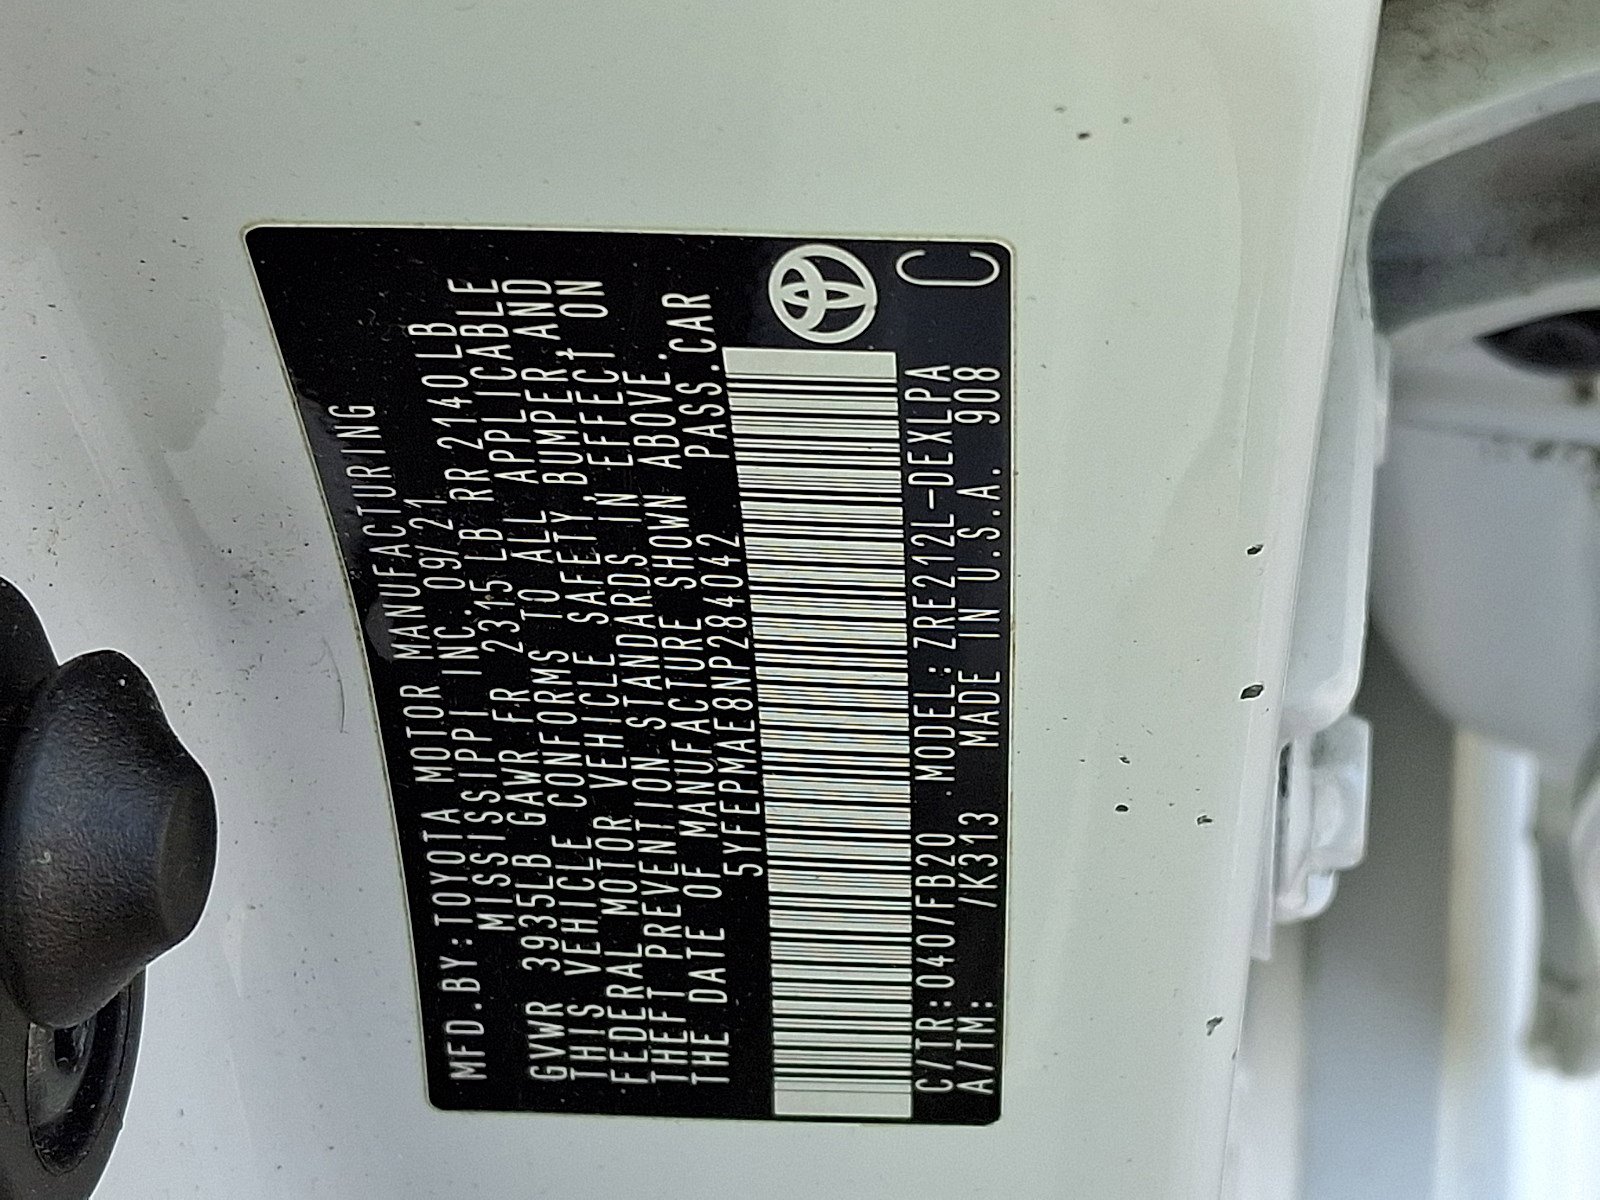 MFD.BY:TOYOTA MOTOR MANUFACTURING
MISSISSIPPI INC. 09/21
GVWR 3935LB GAWR FR 2315LB RR 2140LB
THIS VEHICLE CONFORMS TO ALL APPLICABLE
FEDERAL MOTOR VEHICLE SAFETY,BUMPER,AND
THEFT PREVENTION STANDARDS IN EFFECT ON
THE DATE OF MANUFACTURE SHOWN ABOVE.
5YFEPMAE8NP284042 PASS.CAR
C/TR:040/FB20 .MODEL:ZRE212L-DEXLPA C
A/TM: /K313 MADE IN U.S.A. 908